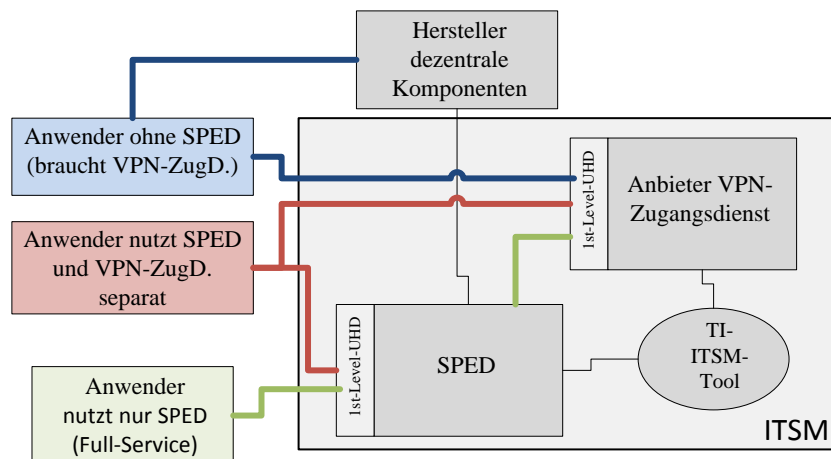 Hersteller
dezentrale
Komponenten
Anwender ohne SPED
(braucht VPN-ZugD.)
1st-Level-UHD
Anbieter VPN-
Zugangsdienst
Anwender nutzt SPED
und VPN-ZugD.
separat
1st-Level-UHD
SPED
TI-
ITSM-
Tool
Anwender
nutzt nur SPED
(Full-Service)
ITSM